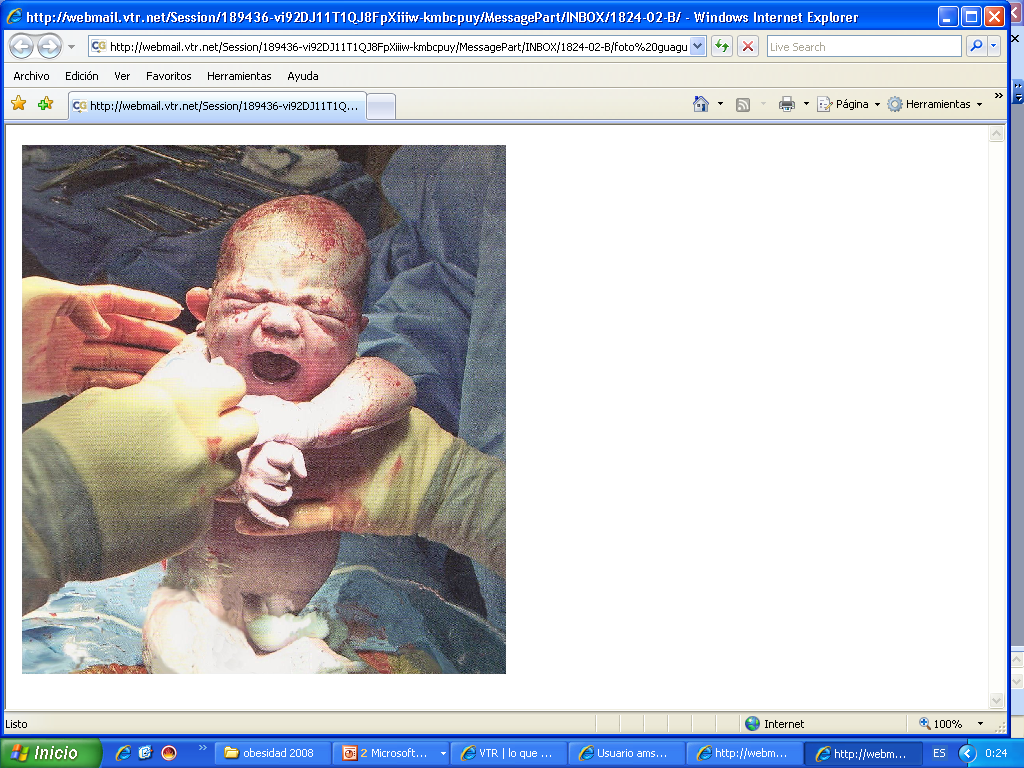 http://webmail.vtr.net/Session/189436-vi92DJ11T1QJ8FpXiiiw-kmbcpuy/MessagePart/INBOX/1824-02-B/ - Windows Internet Explorer
http://webmail.vtr.net/Session/189436-vi92DJ11T1QJ8FpXiiiw-kmbcpuy/MessagePart/INBOX/1824-02-B/foto%20guagu
Live Search
Archivo Edición Ver Favoritos Herramientas Ayuda
http://webmail.vtr.net/Session/189436-vi92DJ11T1Q...
Página Herramientas
Listo Internet 100%
Inicio obesidad 2008 2 Microsoft... VTR | lo que ... Usuario ams... http://webm... http://webm... ES 0:24